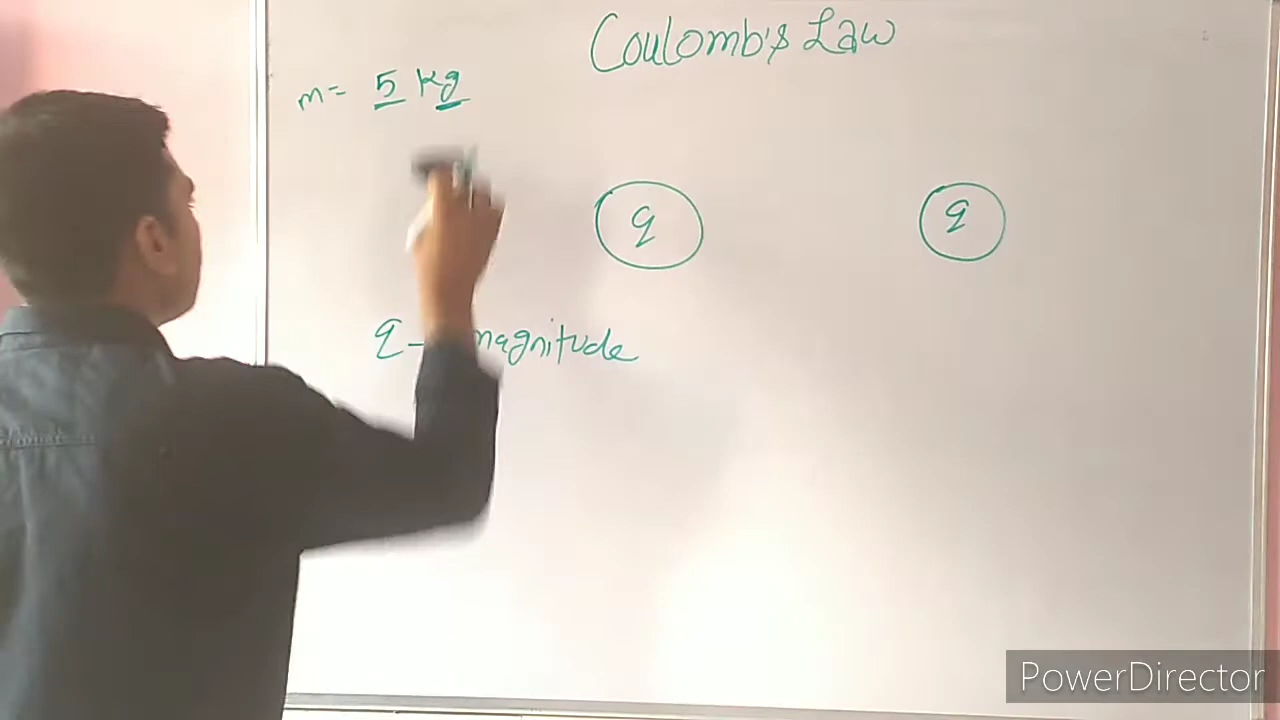 Coulomb's Law
m = 5 kg
q q
q - magnitude
PowerDirector